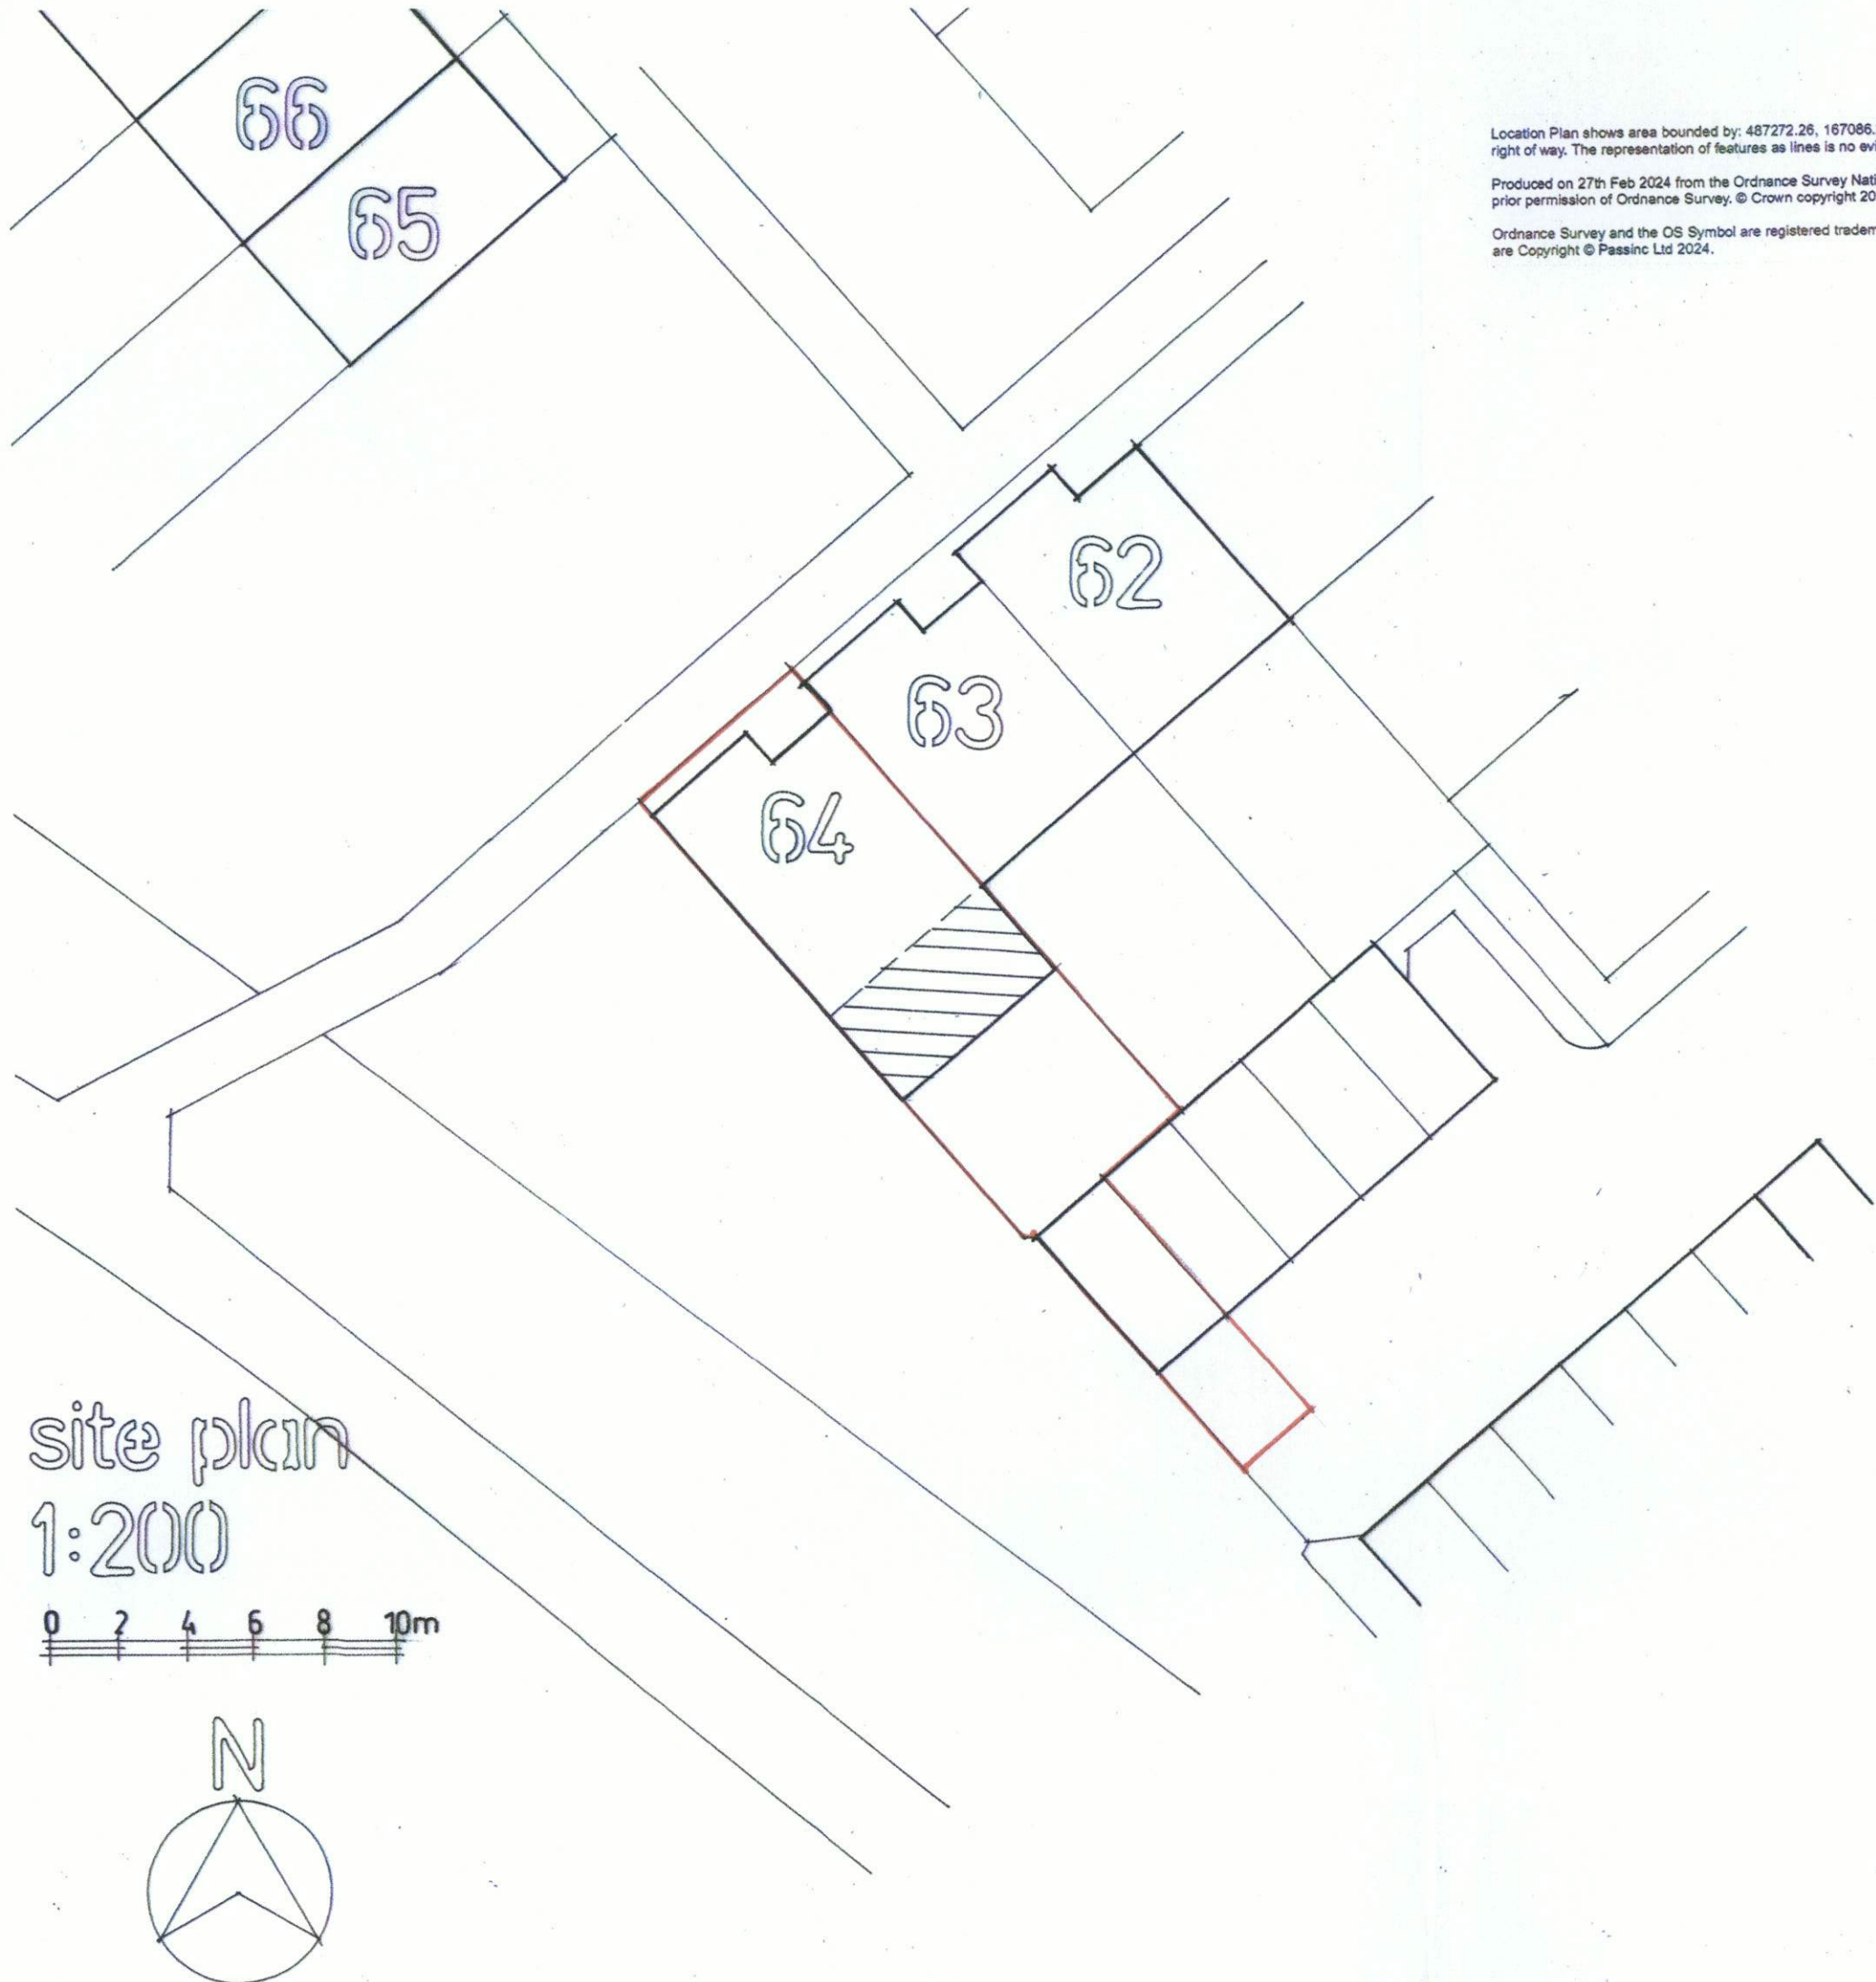 66
65
Location Plan shows area bounded by: 487272.26, 167086.
right of way. The representation of features as lines is no evi
Produced on 27th Feb 2024 from the Ordnance Survey Nati
prior permission of Ordnance Survey. © Crown copyright 20
Ordnance Survey and the OS Symbol are registered tradem
are Copyright © Passinc Ltd 2024.
62
63
64
site plan
1:200
0 2 4 6 8 10m
N